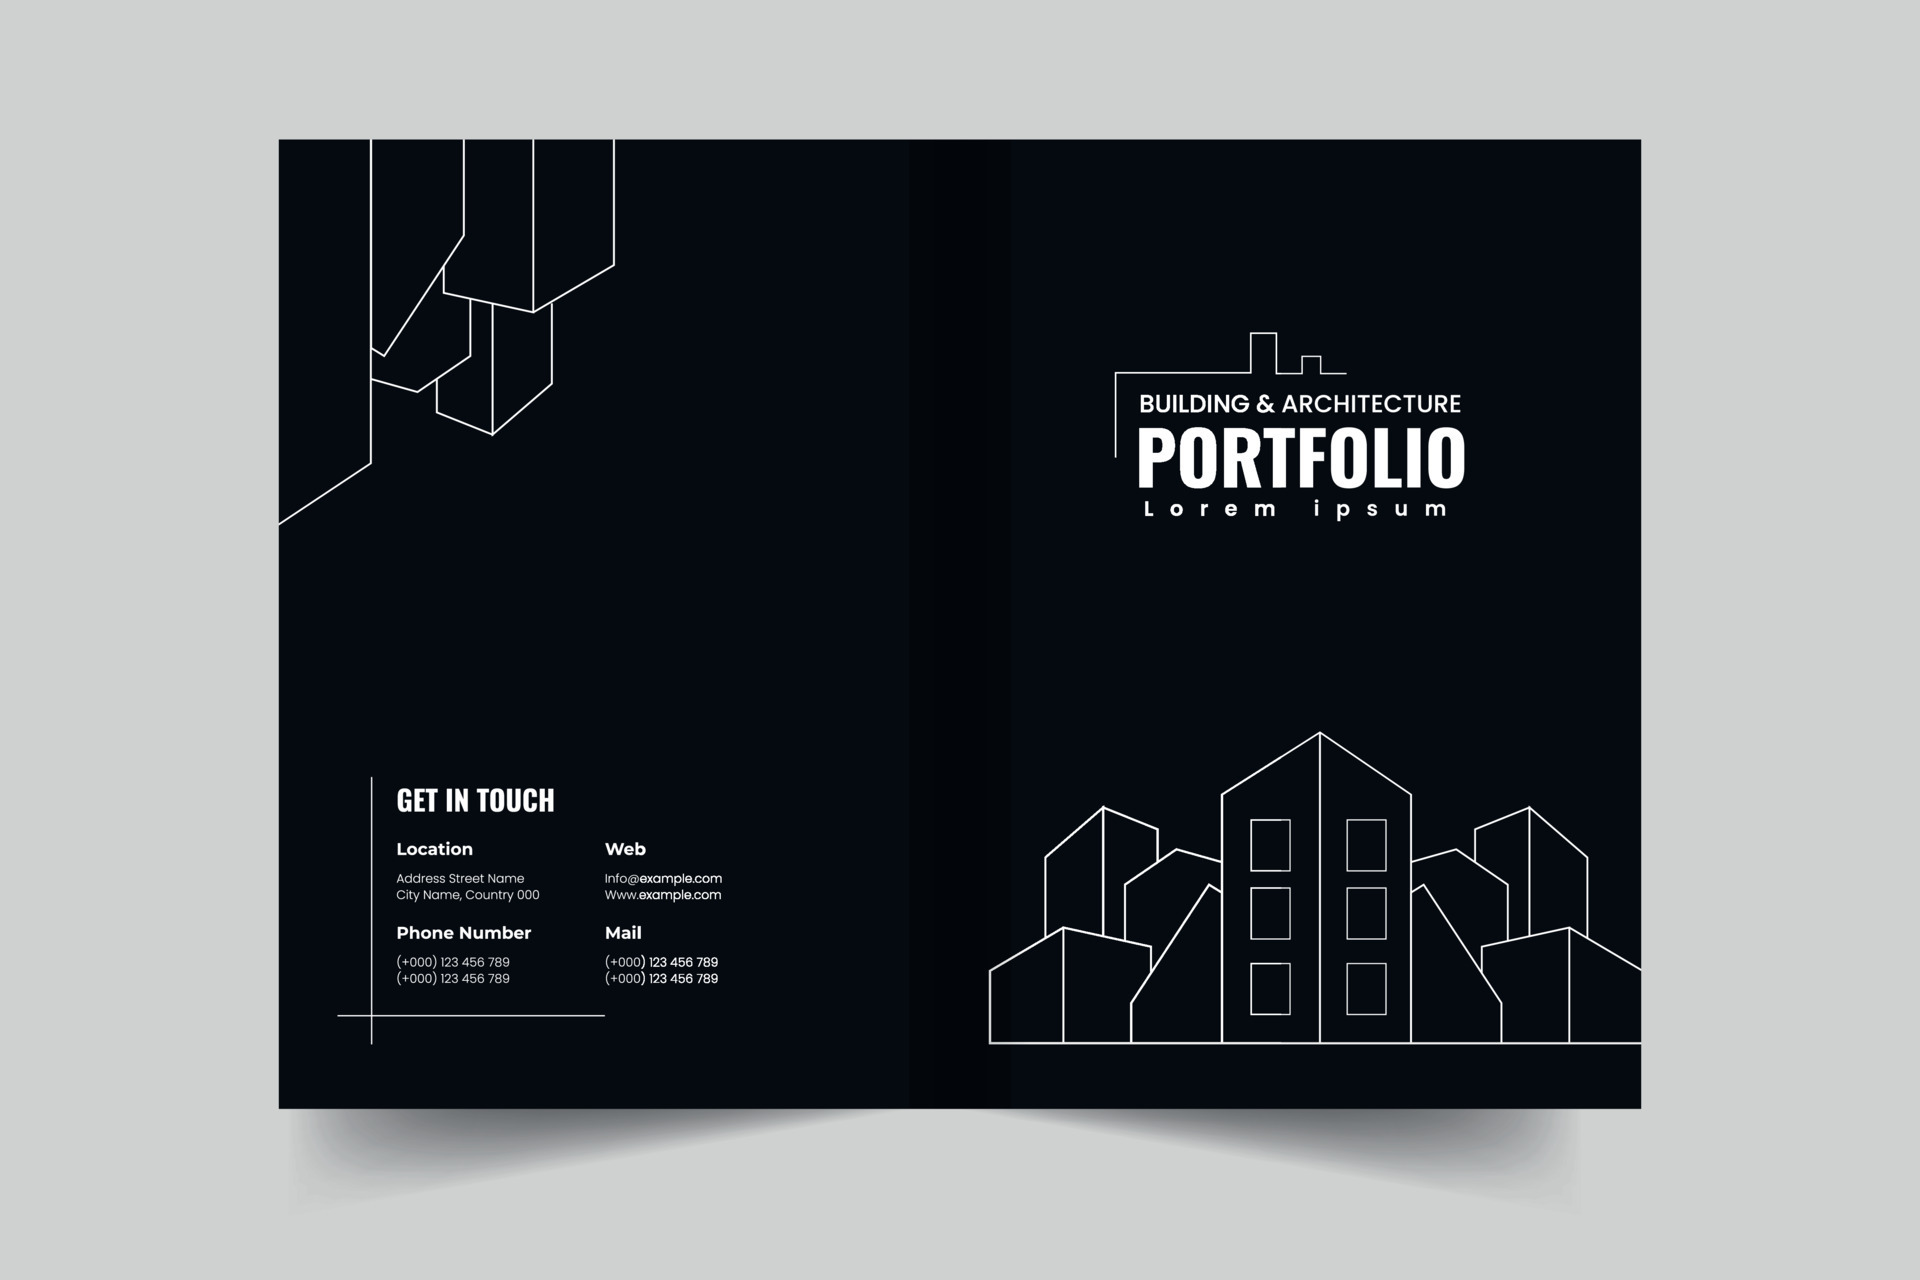 BUILDING & ARCHITECTURE
PORTFOLIO
Lorem ipsum
GET IN TOUCH
Location
Address Street Name
City Name, Country 000
Phone Number
(+000) 123 456 789
(+000) 123 456 789
Web
Info@example.com
Www.example.com
Mail
(+000) 123 456 789
(+000) 123 456 789